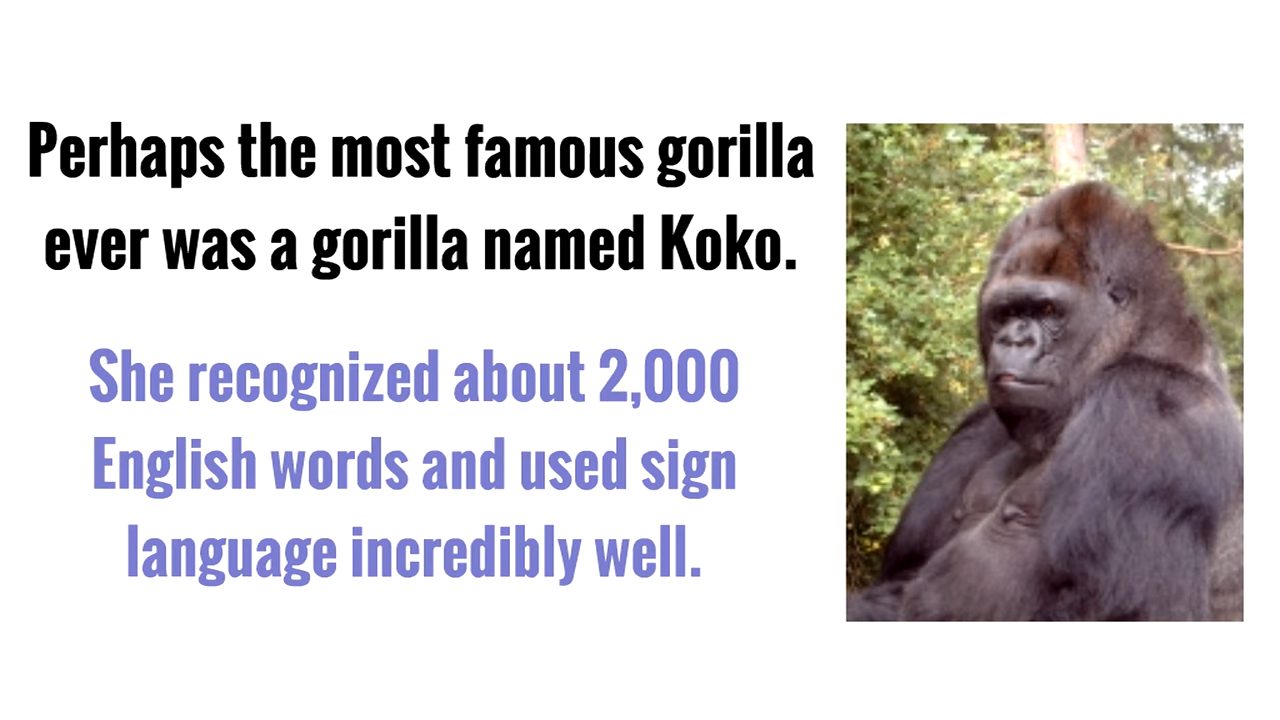 Perhaps the most famous gorilla
ever was a gorilla named Koko.
She recognized about 2,000
English words and used sign
language incredibly well.